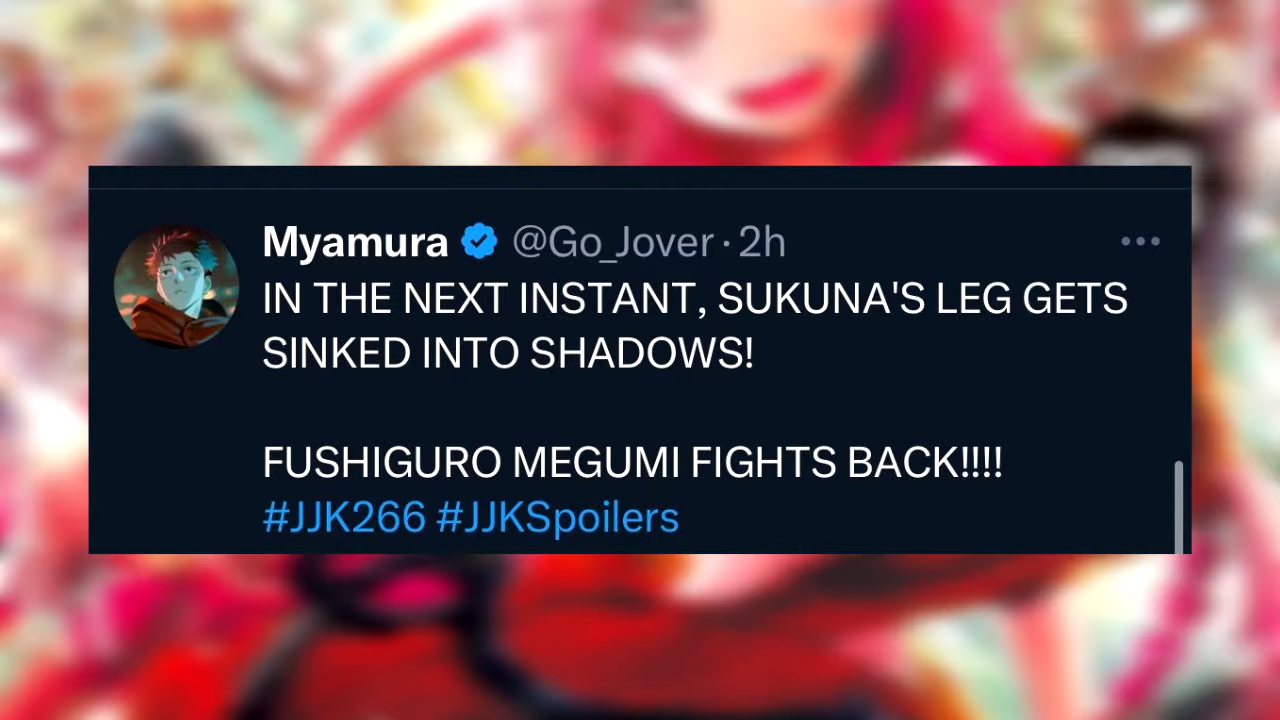 Myamura @Go_Jover · 2h
IN THE NEXT INSTANT, SUKUNA'S LEG GETS
SINKED INTO SHADOWS!
FUSHIGURO MEGUMI FIGHTS BACK!!!!
#JJK266 #JJKSpoilers